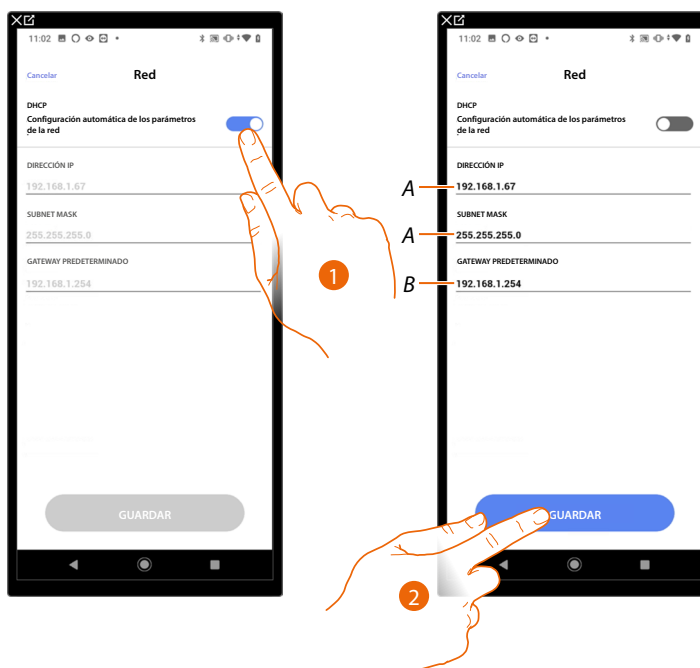 11:02
Cancelar
Red
DHCP
Configuración automática de los parámetros
de la red
DIRECCIÓN IP
192.168.1.67
SUBNET MASK
255.255.255.0
GATEWAY PREDETERMINADO
192.168.1.254
GUARDAR
1
11:02
Cancelar
Red
DHCP
Configuración automática de los parámetros
de la red
DIRECCIÓN IP
A
192.168.1.67
SUBNET MASK
A
255.255.255.0
GATEWAY PREDETERMINADO
B
192.168.1.254
GUARDAR
2